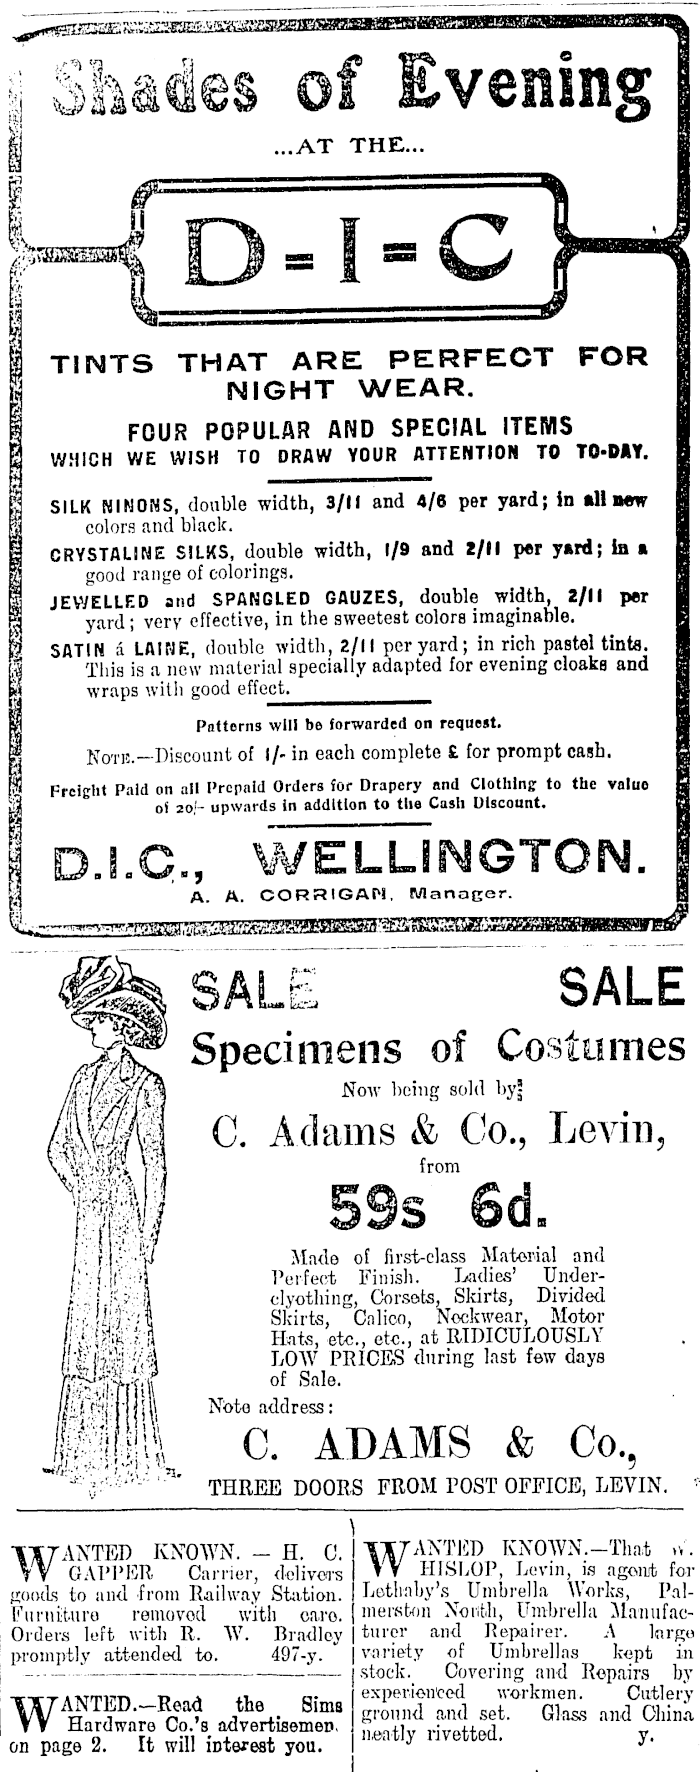 Shades of Evening
...AT THE...
D=I=C
TINTS THAT ARE PERFECT FOR
NIGHT WEAR.
FOUR POPULAR AND SPECIAL ITEMS
WHICH WE WISH TO DRAW YOUR ATTENTION TO TO-DAY.
SILK NINONS, double width, 3/11 and 4/6 per yard; in all new
colors and black.
CRYSTALINE SILKS, double width, 1/9 and 2/11 per yard; in a
good range of colorings.
JEWELLED and SPANGLED GAUZES, double width, 2/11 per
yard; very effective, in the sweetest colors imaginable.
SATIN á LAINE, double width, 2/11 per yard; in rich pastel tints.
This is a new material specially adapted for evening cloaks and
wraps with good effect.
Patterns will be forwarded on request.
NOTE.—Discount of 1/- in each complete £ for prompt cash.
Freight Paid on all Prepaid Orders for Drapery and Clothing to the value
of 20/- upwards in addition to the Cash Discount.
D.I.C., WELLINGTON.
A. A. CORRIGAN, Manager.
SALE SALE
Specimens of Costumes
Now being sold by
C. Adams & Co., Levin,
from
59s 6d.
Made of first-class Material and
Perfect Finish. Ladies' Under-
clyothing, Corsets, Skirts, Divided
Skirts, Calico, Neckwear, Motor
Hats, etc., etc., at RIDICULOUSLY
LOW PRICES during last few days
of Sale.
Note address:
C. ADAMS & Co.,
THREE DOORS FROM POST OFFICE, LEVIN.
WANTED KNOWN. — H. C.
GAPPER Carrier, delivers
goods to and from Railway Station.
Furniture removed with care.
Orders left with R. W. Bradley
promptly attended to. 497-y.
WANTED.—Read the Sims
Hardware Co.'s advertisemen.
on page 2. It will interest you.
WANTED KNOWN.—That W.
HISLOP, Levin, is agent for
Lethaby's Umbrella Works, Pal-
merston North, Umbrella Manufac-
turer and Repairer. A large
variety of Umbrellas kept in
stock. Covering and Repairs by
experienced workmen. Cutlery
ground and set. Glass and China
neatly rivetted. y.